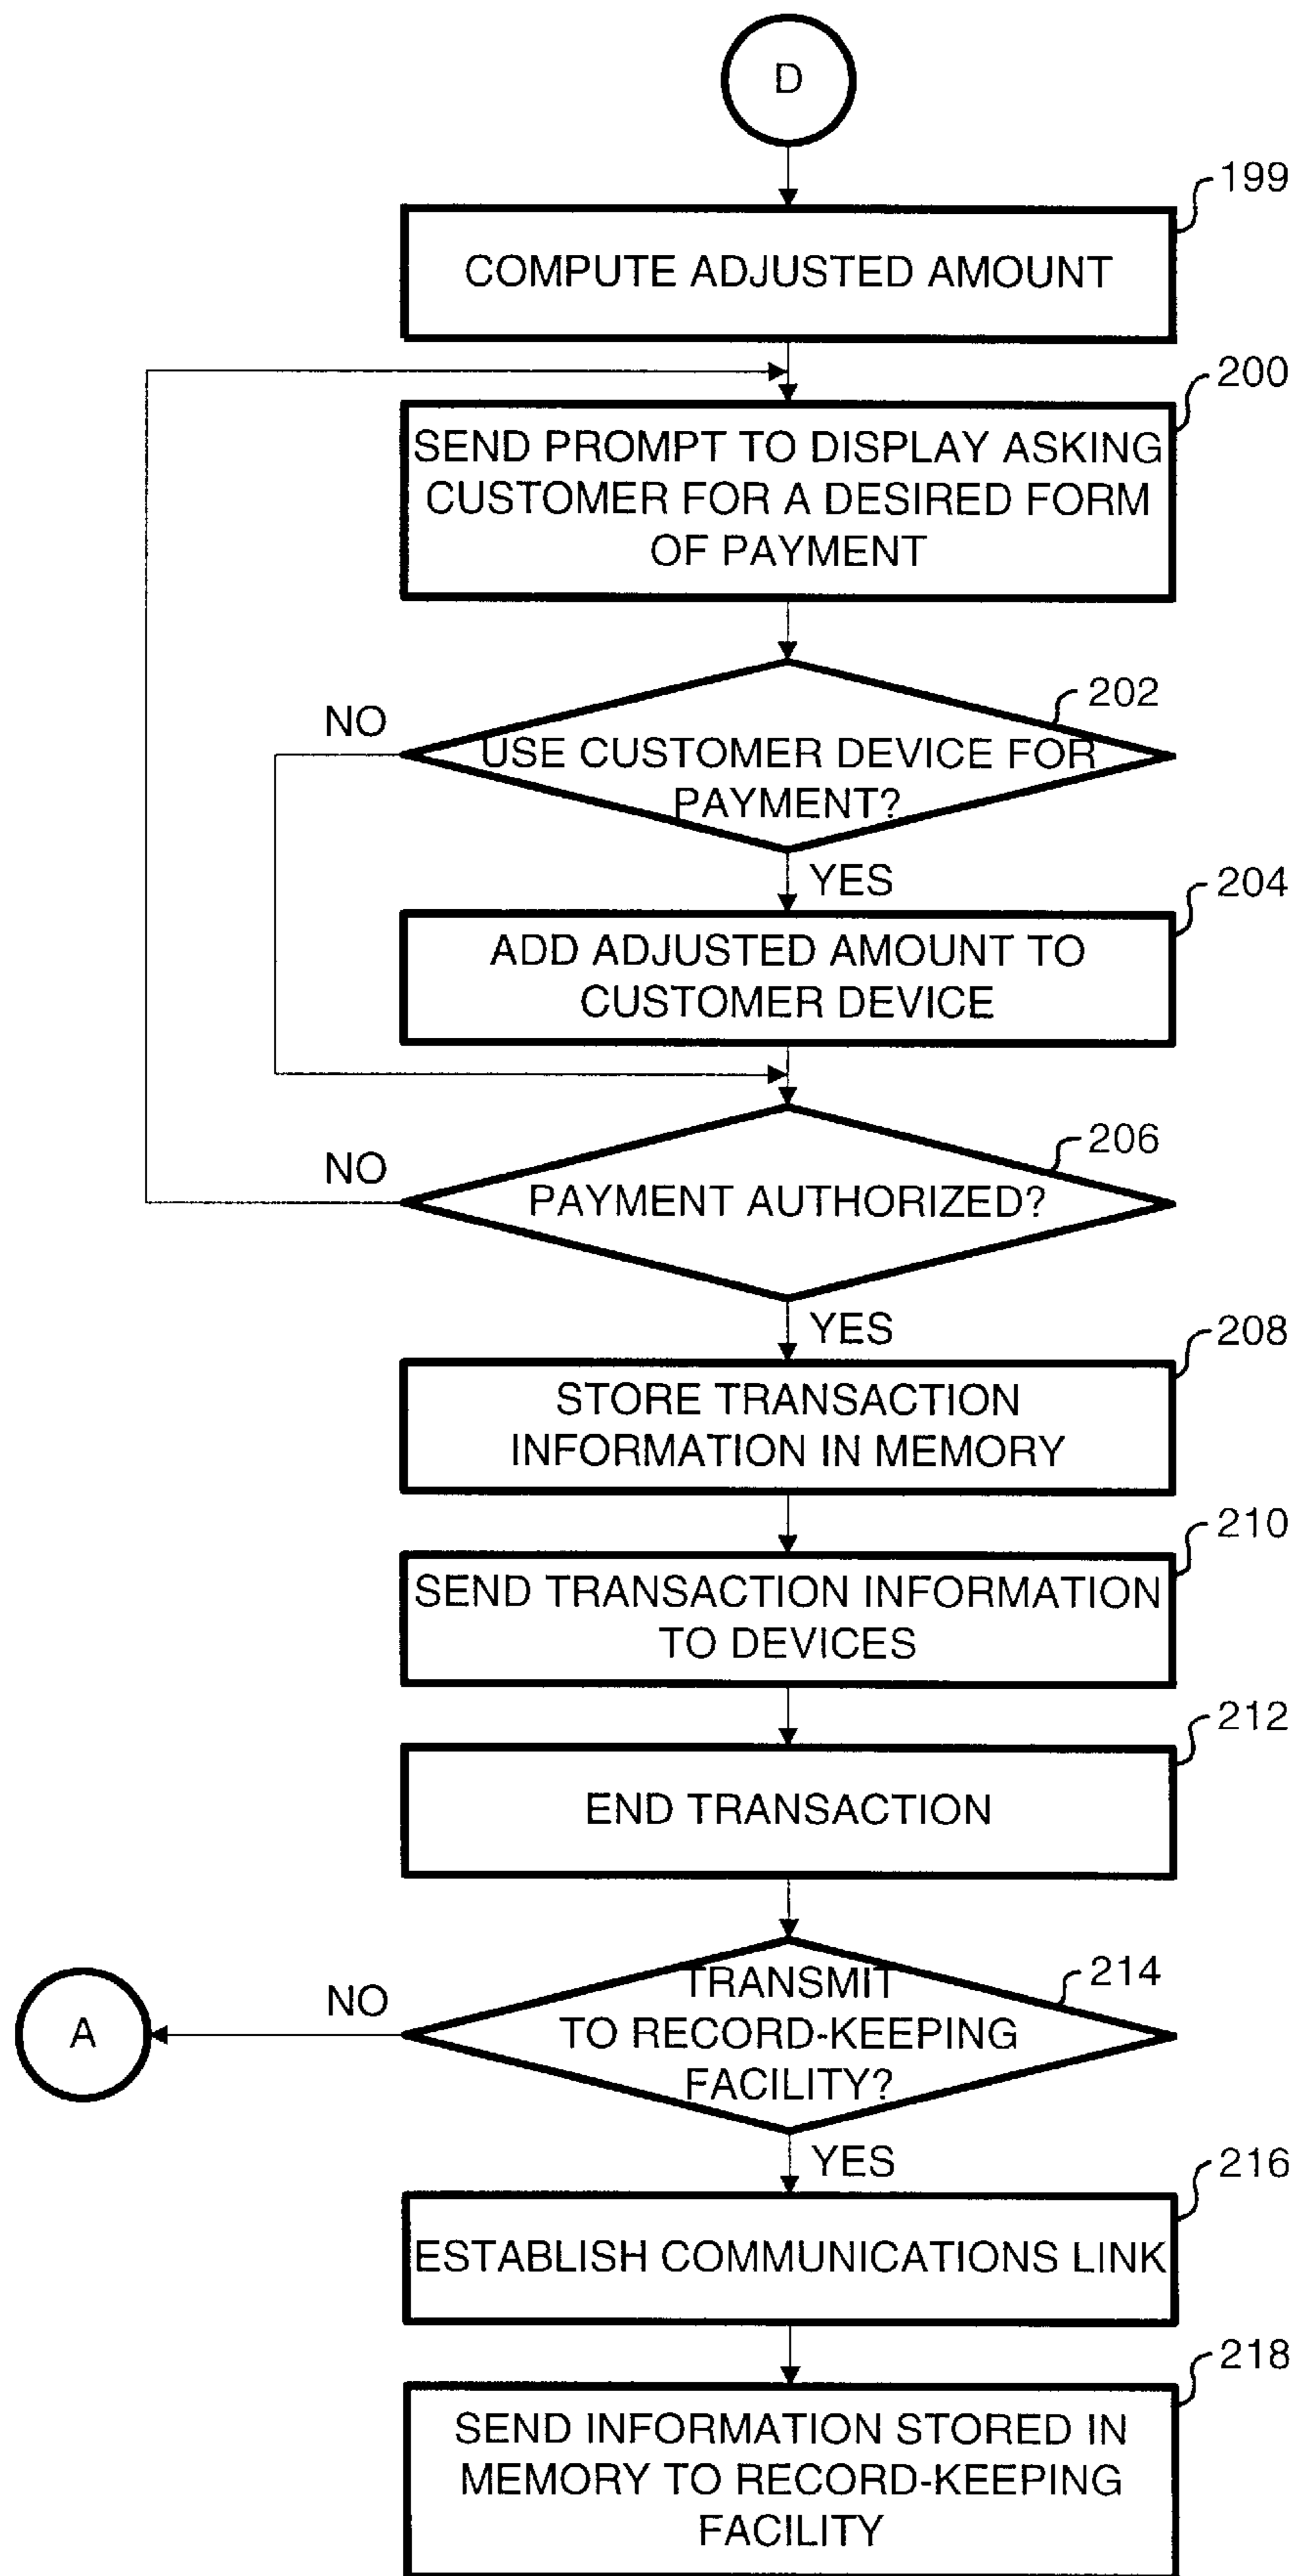 D
199
COMPUTE ADJUSTED AMOUNT
200
SEND PROMPT TO DISPLAY ASKING
CUSTOMER FOR A DESIRED FORM
OF PAYMENT
202
NO
USE CUSTOMER DEVICE FOR
PAYMENT?
YES
204
ADD ADJUSTED AMOUNT TO
CUSTOMER DEVICE
206
NO
PAYMENT AUTHORIZED?
YES
208
STORE TRANSACTION
INFORMATION IN MEMORY
210
SEND TRANSACTION INFORMATION
TO DEVICES
212
END TRANSACTION
214
A
NO
TRANSMIT
TO RECORD-KEEPING
FACILITY?
YES
216
ESTABLISH COMMUNICATIONS LINK
218
SEND INFORMATION STORED IN
MEMORY TO RECORD-KEEPING
FACILITY